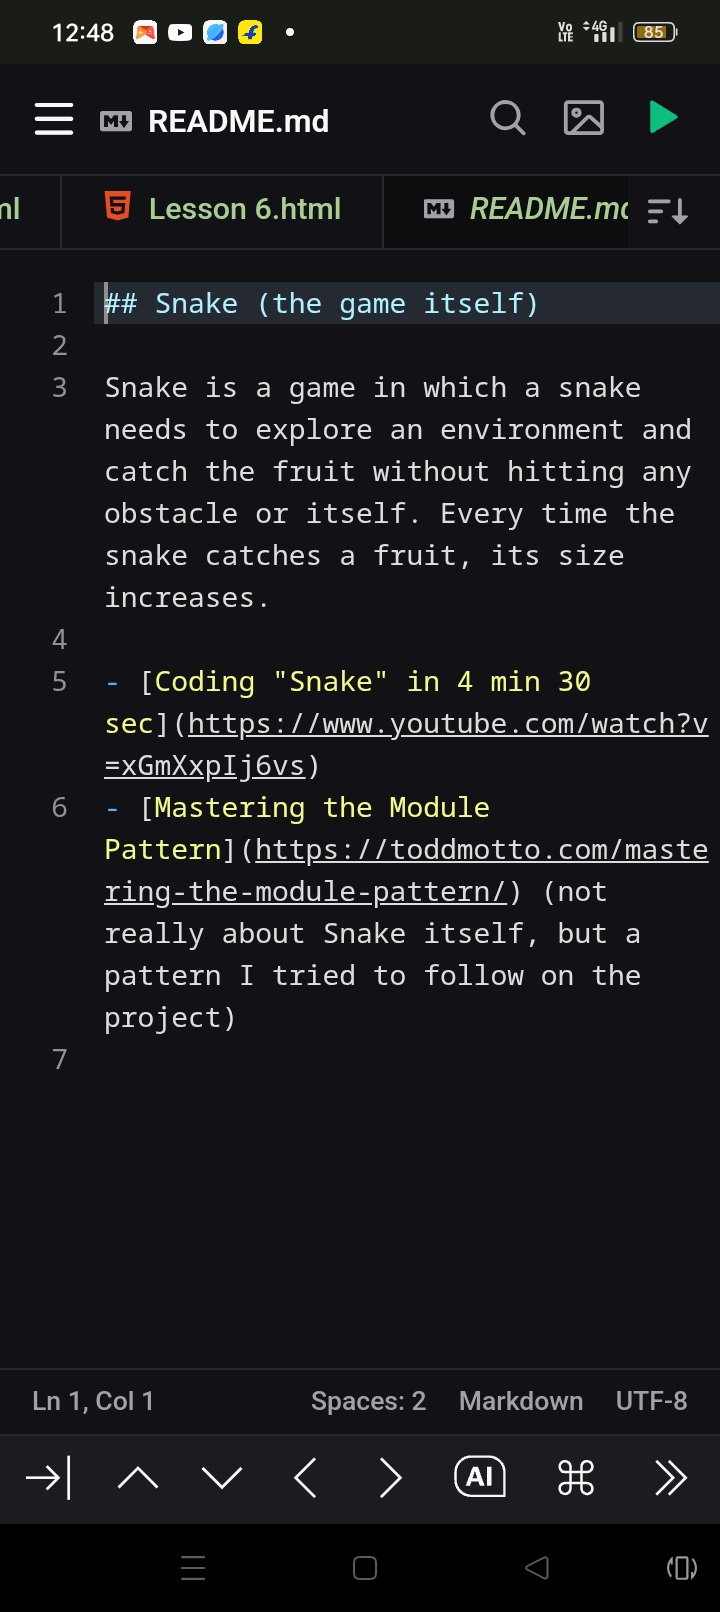 12:48
Vo LTE 4G 85
README.md
ml Lesson 6.html README.md
1 ## Snake (the game itself)
2
3 Snake is a game in which a snake
needs to explore an environment and
catch the fruit without hitting any
obstacle or itself. Every time the
snake catches a fruit, its size
increases.
4
5 - [Coding "Snake" in 4 min 30
sec](https://www.youtube.com/watch?v
=xGmXxpIj6vs)
6 - [Mastering the Module
Pattern](https://toddmotto.com/maste
ring-the-module-pattern/) (not
really about Snake itself, but a
pattern I tried to follow on the
project)
7
Ln 1, Col 1 Spaces: 2 Markdown UTF-8
AI